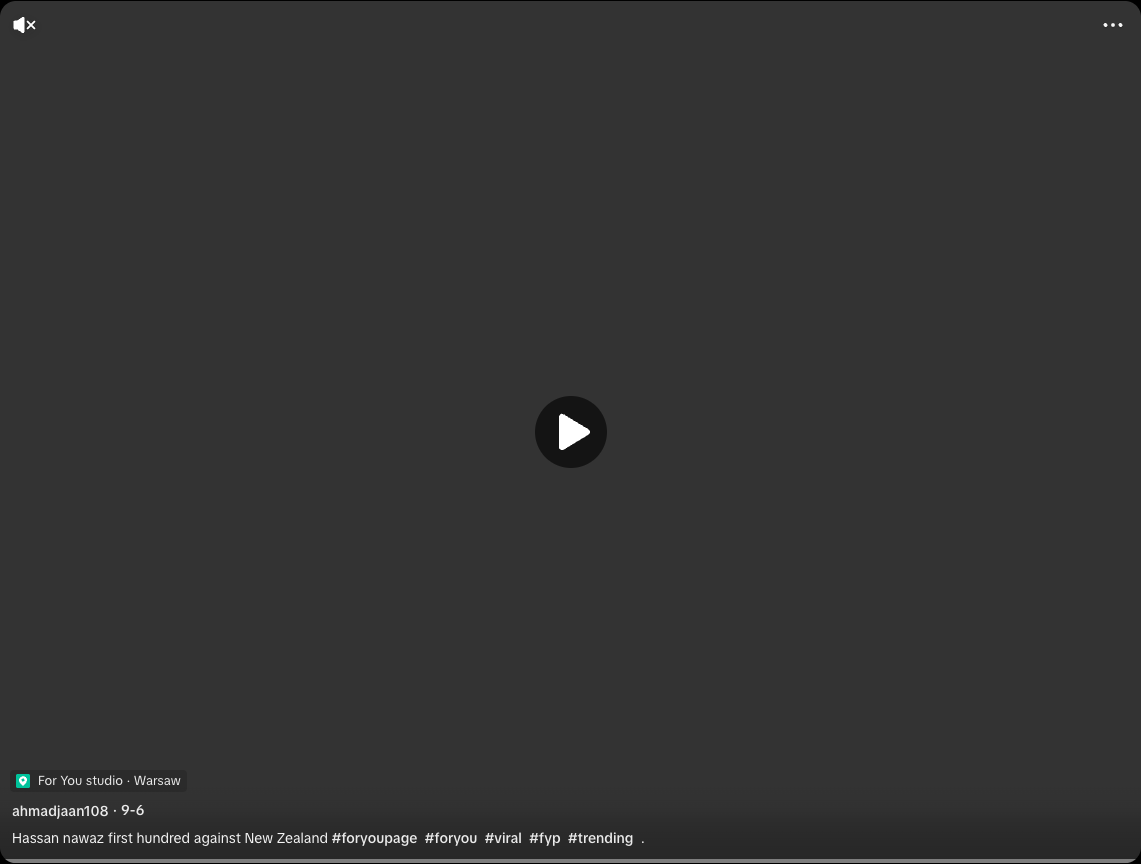 For You studio · Warsaw
ahmadjaan108 · 9-6
Hassan nawaz first hundred against New Zealand #foryoupage #foryou #viral #fyp #trending .